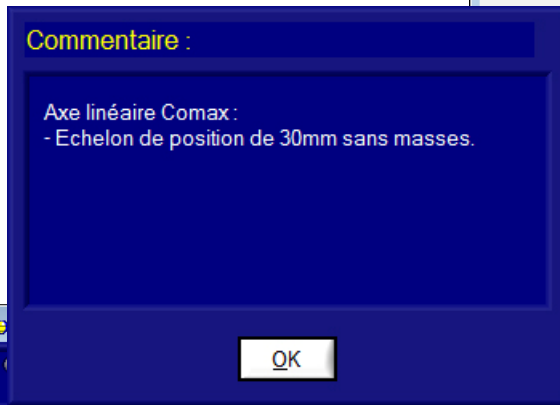 Commentaire :
Axe linéaire Comax :
- Echelon de position de 30mm sans masses.
OK